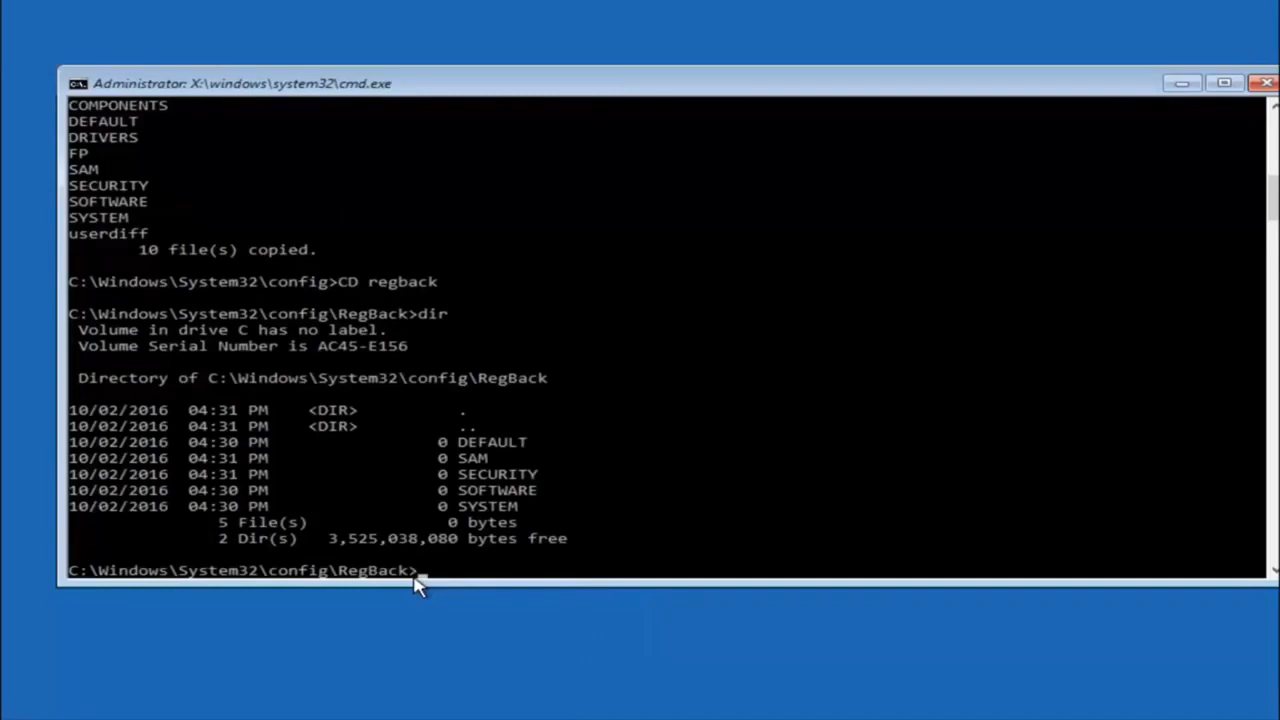 Administrator: X:\windows\system32\cmd.exe
COMPONENTS
DEFAULT
DRIVERS
FP
SAM
SECURITY
SOFTWARE
SYSTEM
userdiff
10 file(s) copied.
C:\Windows\System32\config>CD regback
C:\Windows\System32\config\RegBack>dir
Volume in drive C has no label.
Volume Serial Number is AC45-E156
Directory of C:\Windows\System32\config\RegBack
10/02/2016 04:31 PM <DIR> .
10/02/2016 04:31 PM <DIR> ..
10/02/2016 04:30 PM 0 DEFAULT
10/02/2016 04:31 PM 0 SAM
10/02/2016 04:31 PM 0 SECURITY
10/02/2016 04:30 PM 0 SOFTWARE
10/02/2016 04:30 PM 0 SYSTEM
5 File(s) 0 bytes
2 Dir(s) 3,525,038,080 bytes free
C:\Windows\System32\config\RegBack>